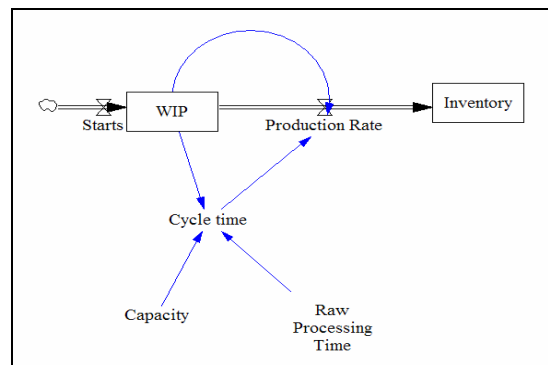 WIP
Inventory
Starts
Production Rate
Cycle time
Capacity
Raw
Processing
Time